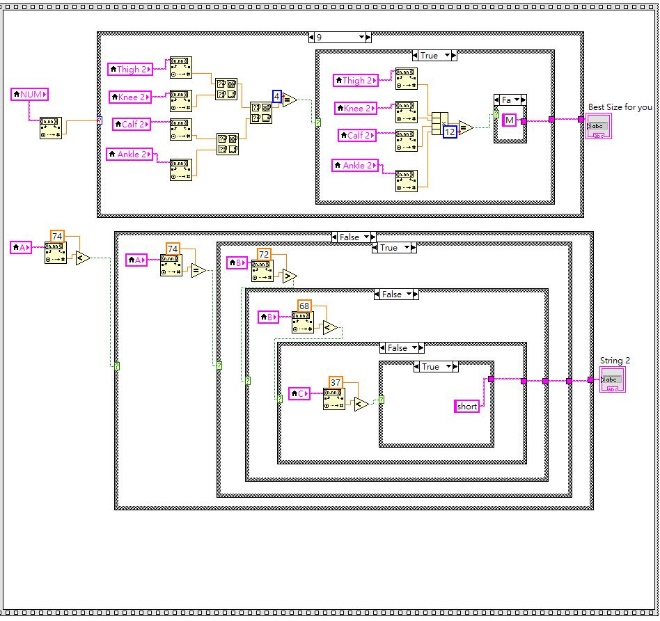 9
True
Thigh 2
Knee 2
Calf 2
Ankle 2
4
NUM
Thigh 2
Knee 2
Calf 2
Ankle 2
12
Fa
M
Best Size for you
abc
False
True
A
74
A
74
B
72
False
B
68
False
True
C
37
short
String 2
abc